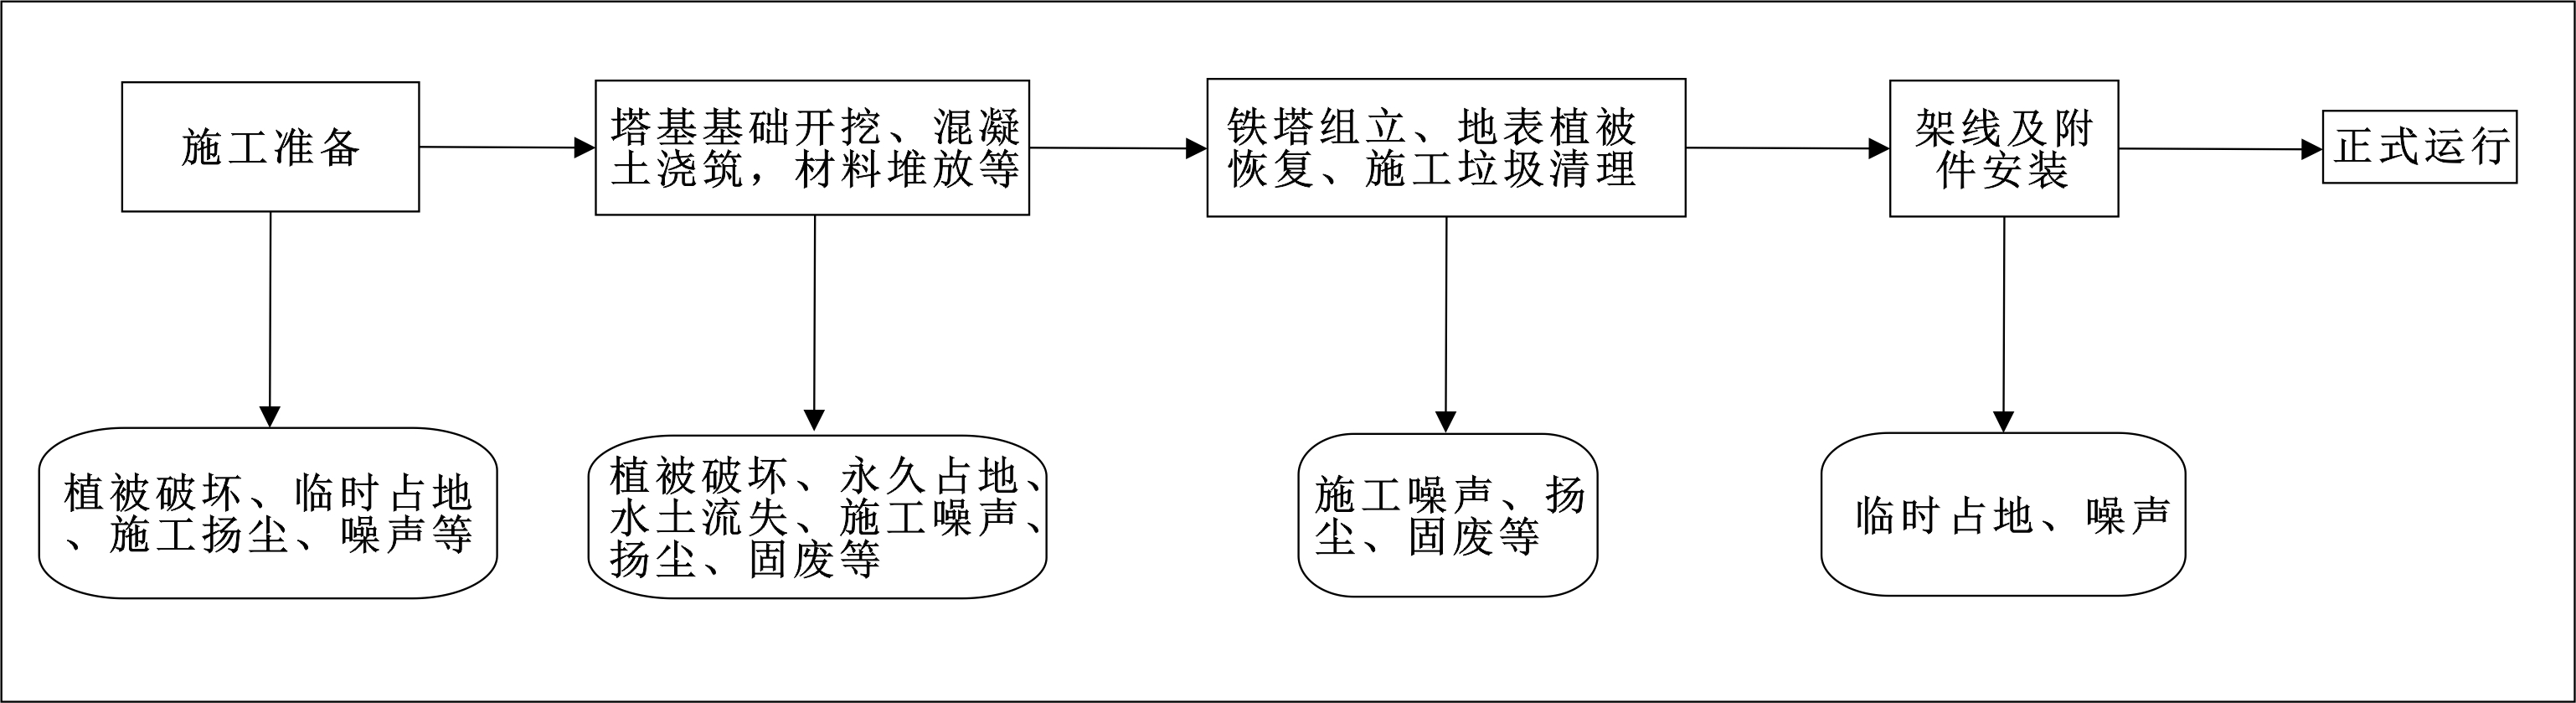 施工准备
塔基基础开挖、混凝
土浇筑，材料堆放等
铁塔组立、地表植被
恢复、施工垃圾清理
架线及附
件安装
正式运行
植被破坏、临时占地
、施工扬尘、噪声等
植被破坏、永久占地、
水土流失、施工噪声、
扬尘、固废等
施工噪声、扬
尘、固废等
临时占地、噪声